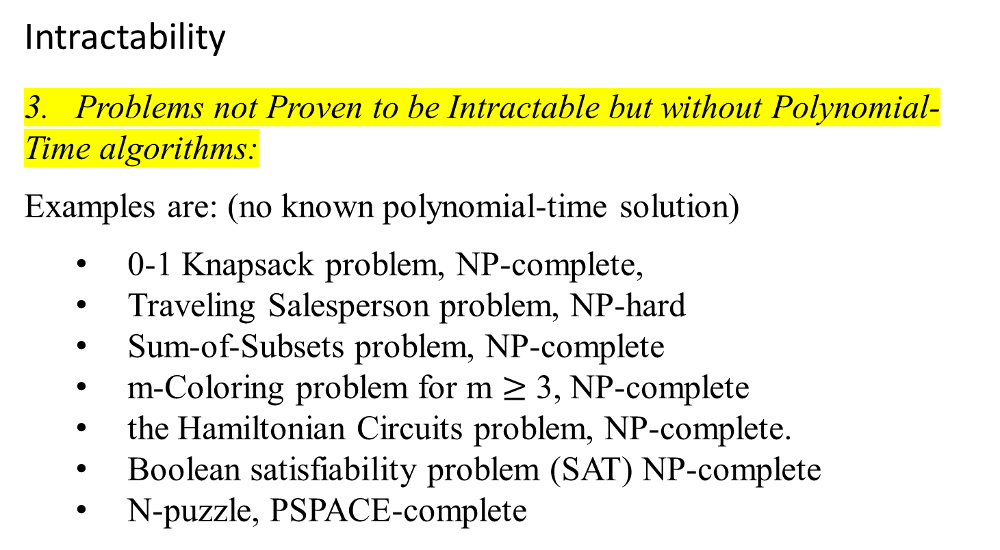 Intractability
3. Problems not Proven to be Intractable but without Polynomial-
Time algorithms:
Examples are: (no known polynomial-time solution)
• 0-1 Knapsack problem, NP-complete,
• Traveling Salesperson problem, NP-hard
• Sum-of-Subsets problem, NP-complete
• m-Coloring problem for m ≥ 3, NP-complete
• the Hamiltonian Circuits problem, NP-complete.
• Boolean satisfiability problem (SAT) NP-complete
• N-puzzle, PSPACE-complete